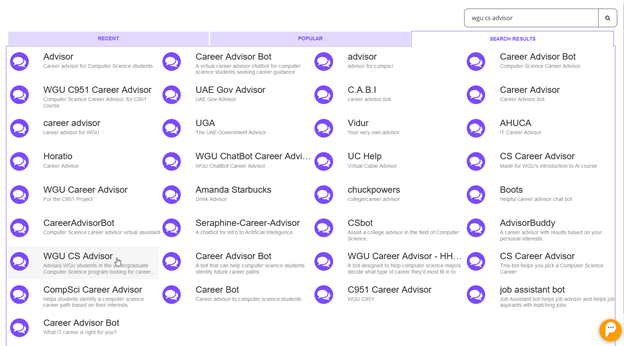 wgu cs advisor
RECENT
POPULAR
SEARCH RESULTS
Advisor
Career advisor for Computer Science students
Career Advisor Bot
A virtual career advisor chatbot for computer
science students seeking career guidance
advisor
advisor for compsci
Career Advisor Bot
Computer Science Career Advisor
WGU C951 Career Advisor
Computer Science Career Advisor, for C951
course
UAE Gov Advisor
UAE Gov Advisor
C.A.B.I
career advisor bot
Career Advisor
Career Advisor bot
career advisor
career advisor for WGU
UGA
The UAE Government Advisor
Vidur
Your very own advisor
AHUCA
IT Career Advisor
Horatio
Career Advisor
WGU ChatBot Career Advi...
WGU ChatBot Career Advisor
UC Help
Virtual Cable Advisor
CS Career Advisor
Made for WGU's Introduction to AI course
WGU Career Advisor
For the C951 Project
Amanda Starbucks
Drink Advisor
chuckpowers
college/career advisor
Boots
Helpful career advisor chat bot
CareerAdvisorBot
Computer Science career advisor virtual assistant
Seraphine-Career-Advisor
A chatbot for Intro to Artificial Intelligence
CSbot
Assist a college advisor in the field of Computer
Science.
AdvisorBuddy
A career advisor with results based on your
personal interests.
WGU CS Advisor
Advises WGU students in the undergraduate
Computer Science program looking for career
Career Advisor Bot
A bot that can help computer science students
identify future career paths
WGU Career Advisor - HH...
A bot designed to help computer science majors
decide what type of career they'd most fit in to
CS Career Advisor
This bot helps you pick a Computer Science
Career
CompSci Career Advisor
Helps students identify a computer science
career path based on their interests
Career Bot
Career advisor to computer science students
C951 Career Advisor
WGU C951
job assistant bot
Job Assistant bot helps job advisor and helps job
aspirants with matching jobs.
Career Advisor Bot
What IT career is right for you?